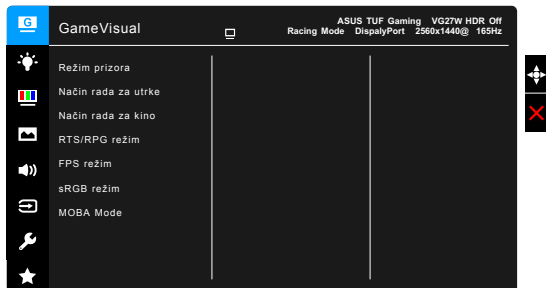 G
GameVisual
ASUS TUF Gaming VG27W HDR Off
Racing Mode DispalyPort 2560x1440@ 165Hz
Režim prizora
Način rada za utrke
Način rada za kino
RTS/RPG režim
FPS režim
sRGB režim
MOBA Mode